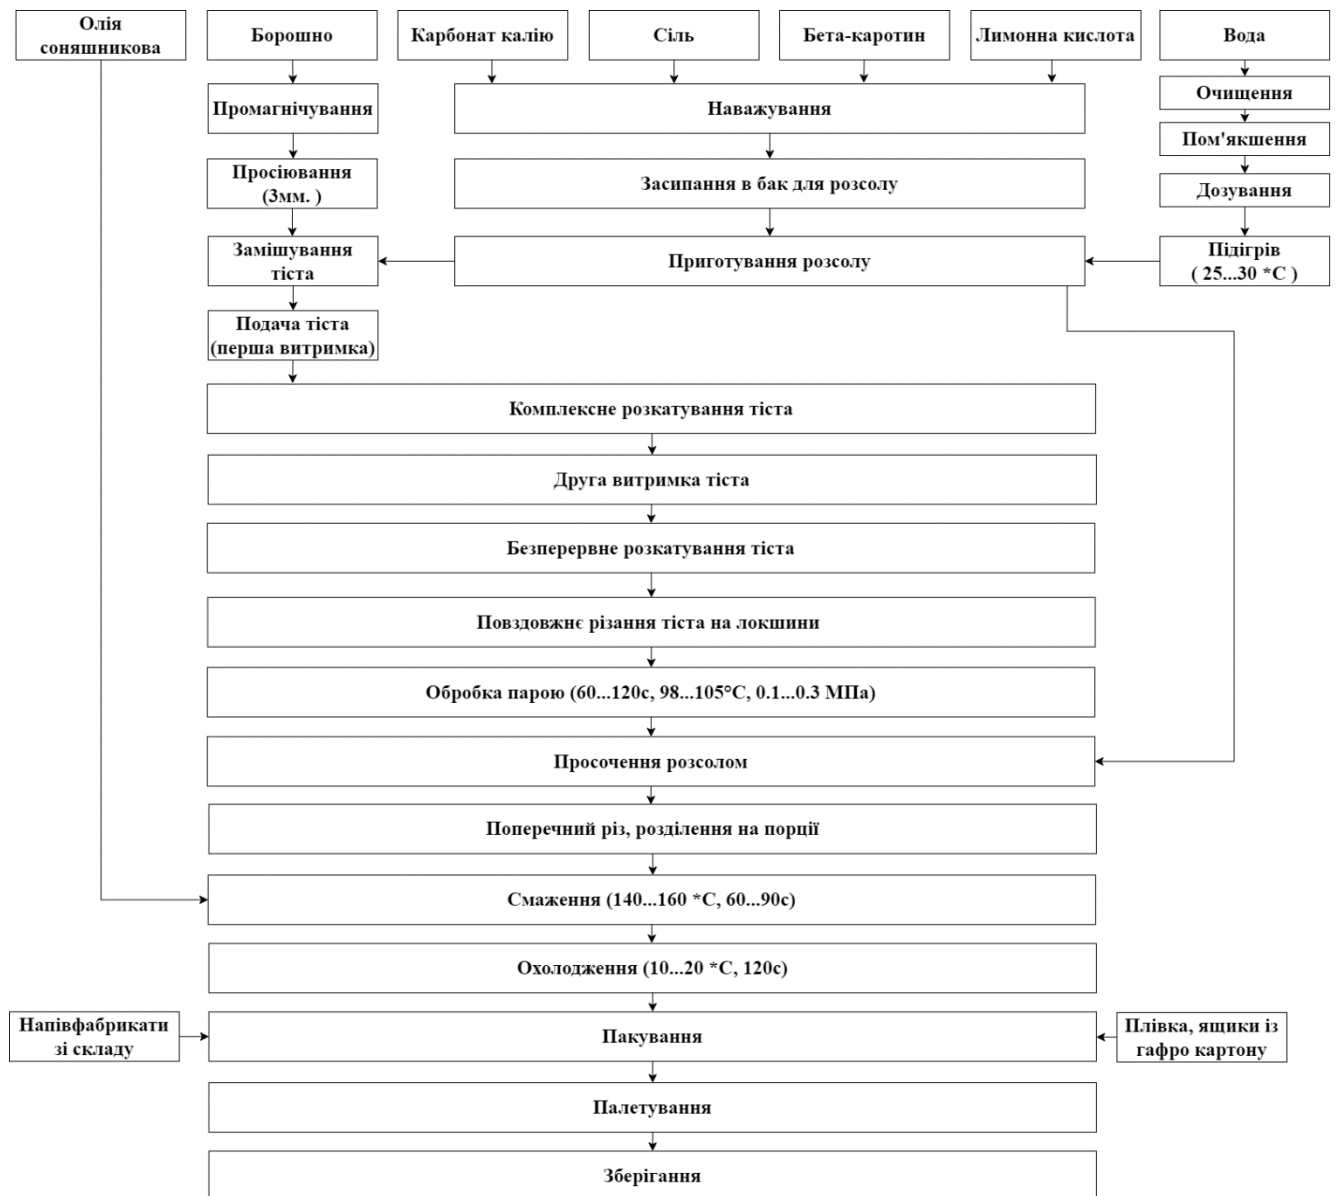 Олія
соняшникова
Борошно
Карбонат калію
Сіль
Бета-каротин
Лимонна кислота
Вода
Промагнічування
Наважування
Очищення
Пом'якшення
Просіювання
(3мм. )
Засипання в бак для розсолу
Дозування
Замішування
тіста
Приготування розсолу
Підігрів
( 25...30 *С )
Подача тіста
(перша витримка)
Комплексне розкатування тіста
Друга витримка тіста
Безперервне розкатування тіста
Повздовжнє різання тіста на локшини
Обробка парою (60...120с, 98...105°С, 0.1...0.3 МПа)
Просочення розсолом
Поперечний різ, розділення на порції
Смаження (140...160 *С, 60...90с)
Охолодження (10...20 *С, 120с)
Напівфабрикати
зі складу
Пакування
Плівка, ящики із
гафро картону
Палетування
Зберігання